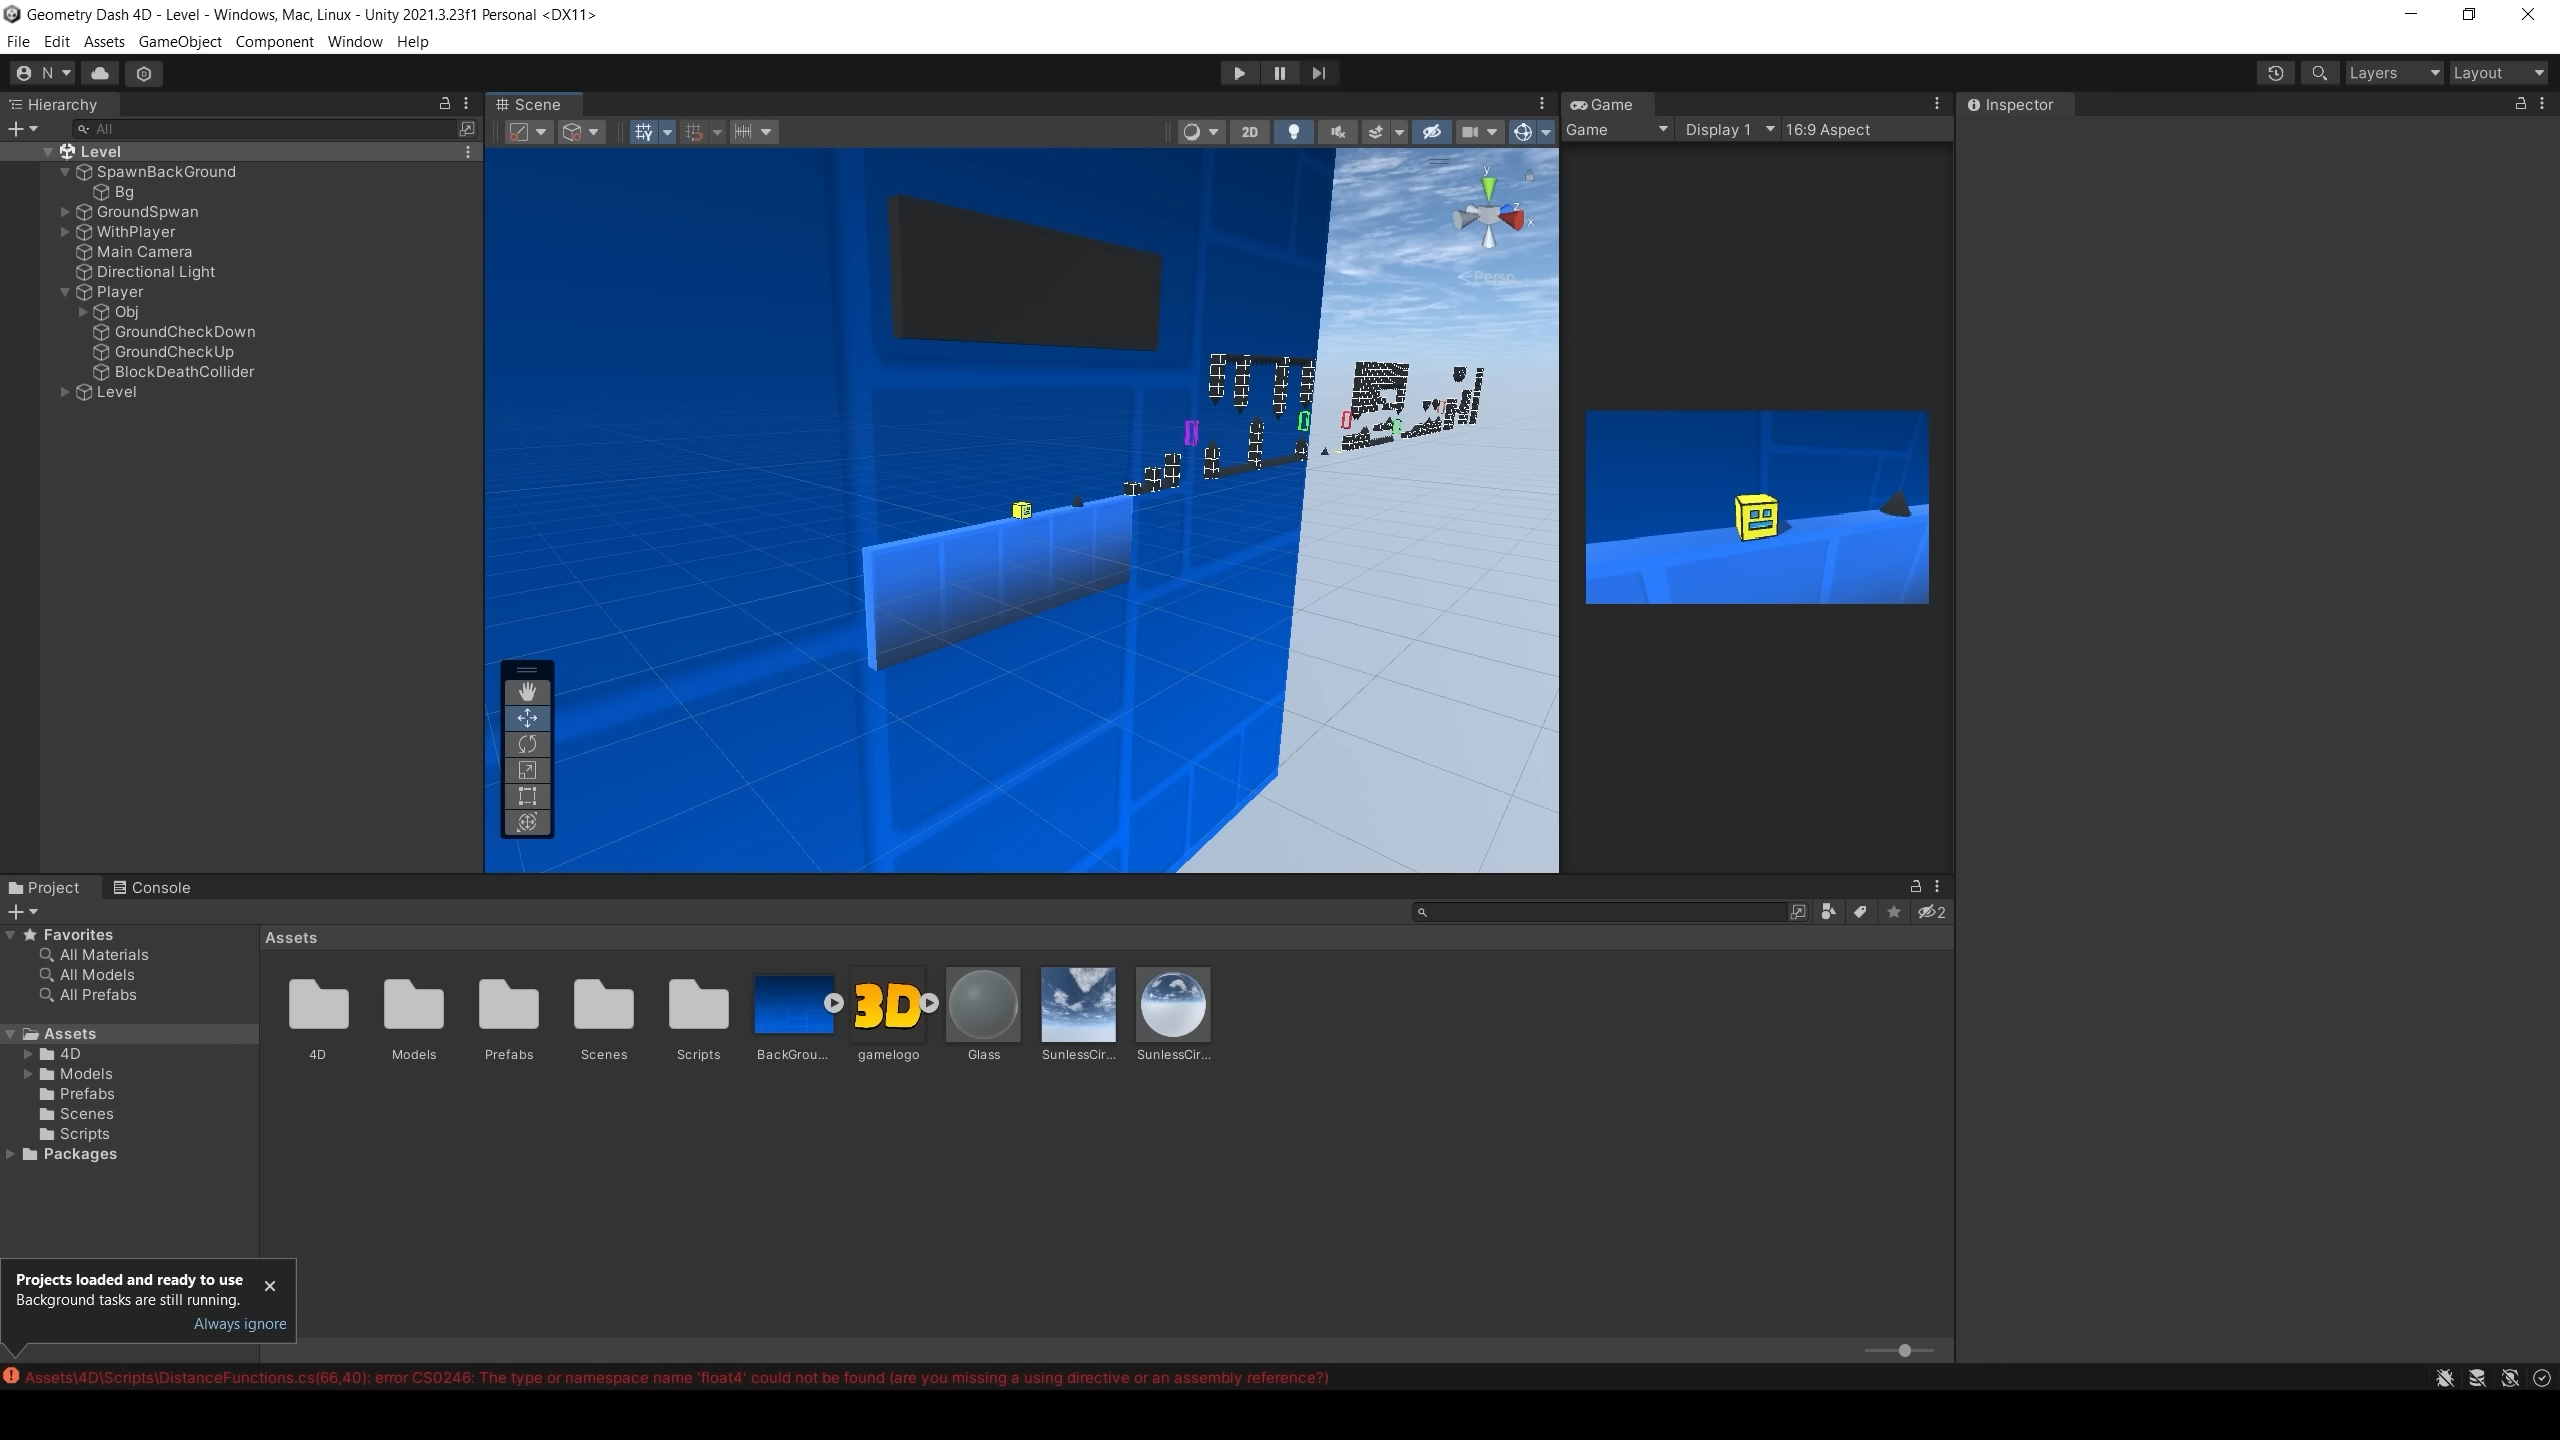 Geometry Dash 4D - Level - Windows, Mac, Linux - Unity 2021.3.23f1 Personal <DX11>
File Edit Assets GameObject Component Window Help
N
Layers
Layout
Hierarchy
All
Level
SpawnBackGround
Bg
GroundSpwan
WithPlayer
Main Camera
Directional Light
Player
Obj
GroundCheckDown
GroundCheckUp
BlockDeathCollider
Level
Scene
2D
y
z
x
Persp
Game
Game Display 1 16:9 Aspect
Inspector
Project Console
2
Favorites
All Materials
All Models
All Prefabs
Assets
4D
Models
Prefabs
Scenes
Scripts
Packages
Assets
3D
4D
Models
Prefabs
Scenes
Scripts
BackGrou...
gamelogo
Glass
SunlessCir...
SunlessCir...
Projects loaded and ready to use
Background tasks are still running.
Always ignore
Assets\4D\Scripts\DistanceFunctions.cs(66,40): error CS0246: The type or namespace name 'float4' could not be found (are you missing a using directive or an assembly reference?)